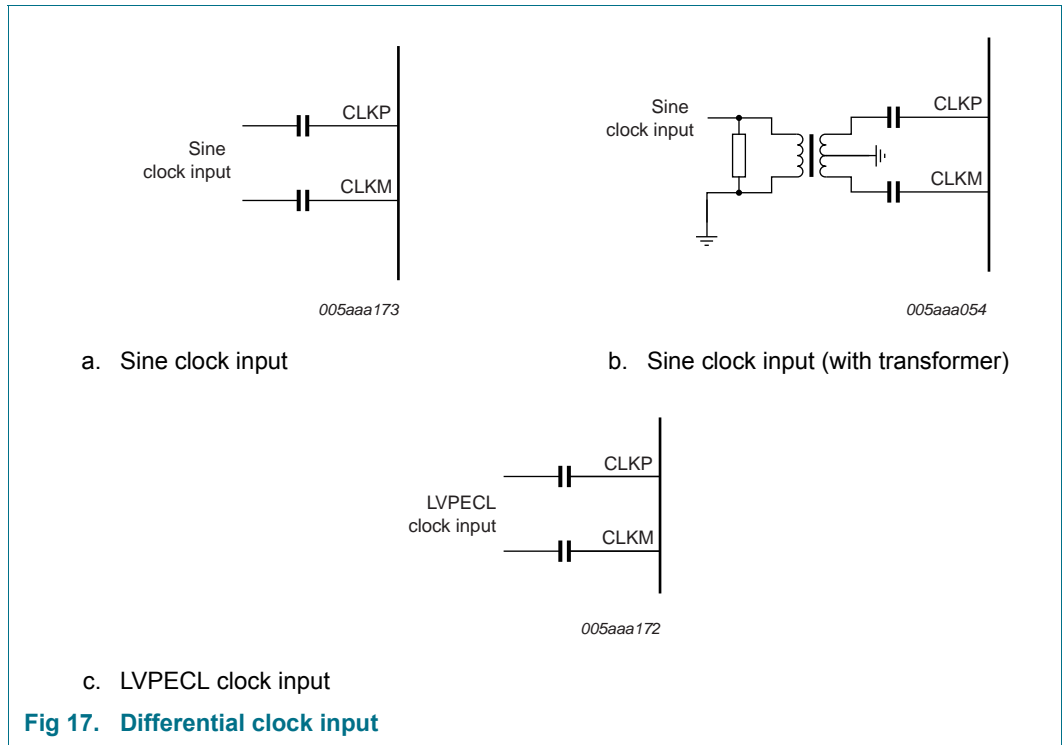 Sine
clock input
CLKP
CLKM
005aaa173
a. Sine clock input
Sine
clock input
CLKP
CLKM
005aaa054
b. Sine clock input (with transformer)
LVPECL
clock input
CLKP
CLKM
005aaa172
c. LVPECL clock input
Fig 17. Differential clock input